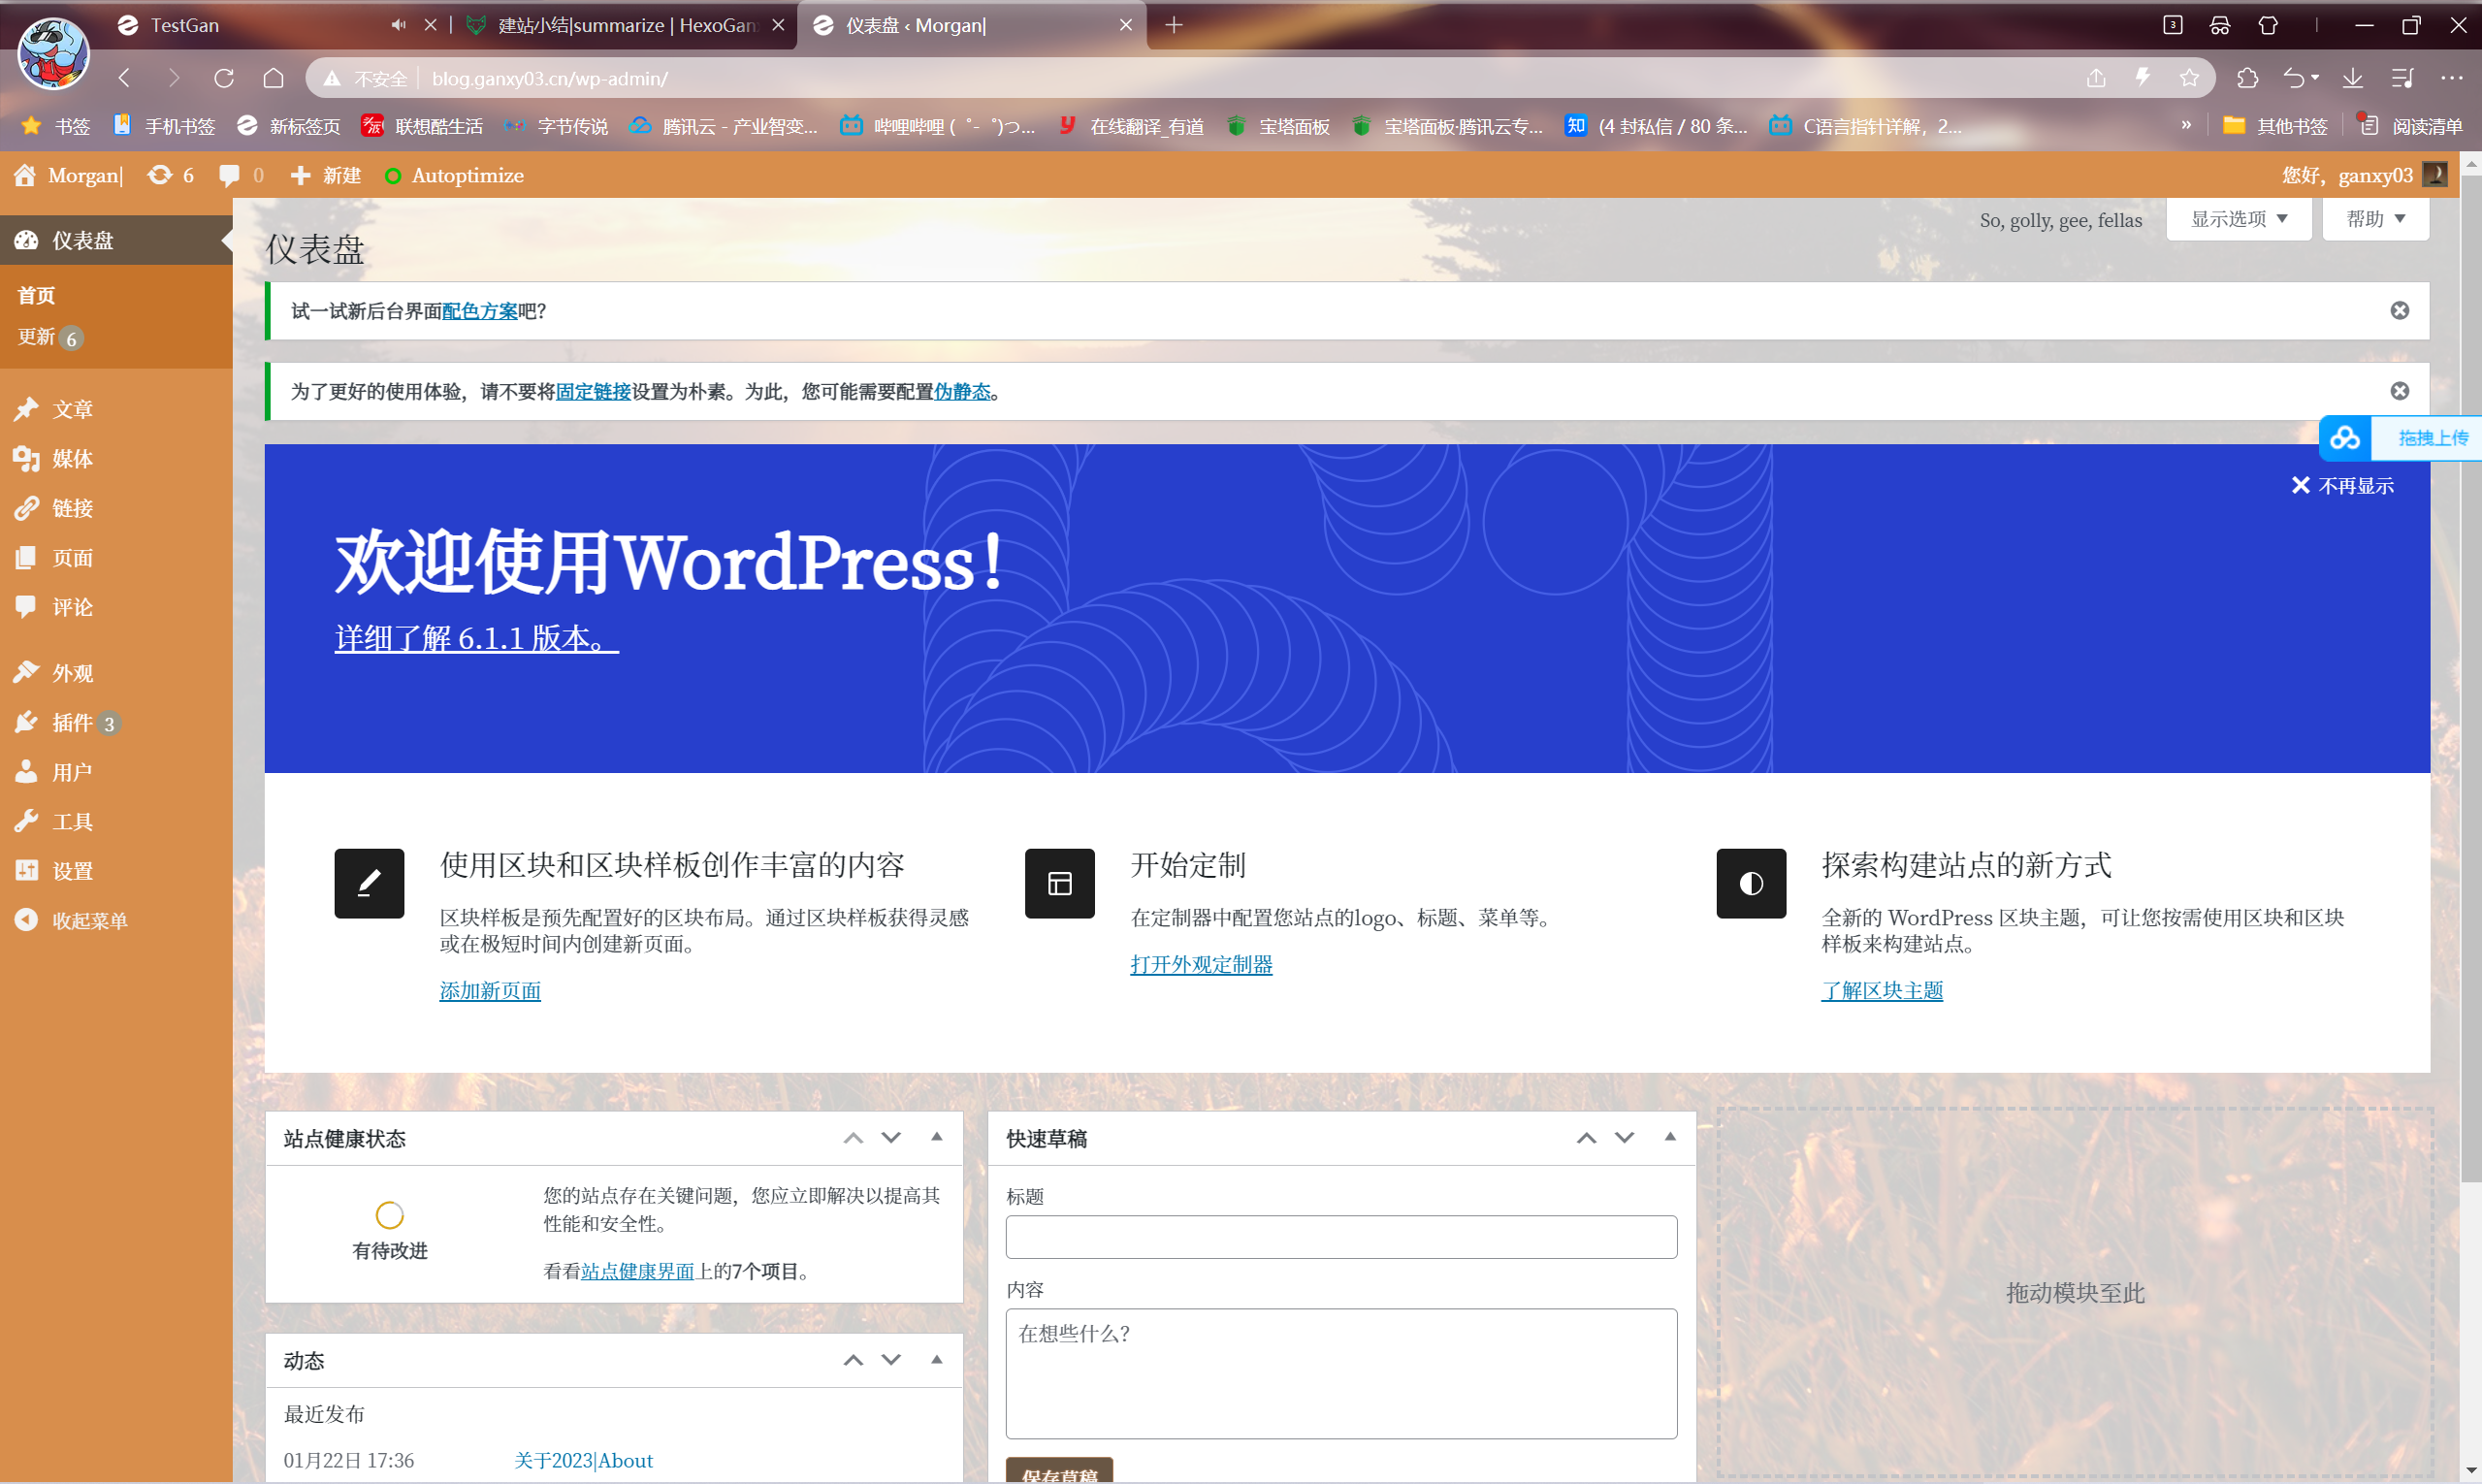 TestGan
建站小结|summarize | HexoGan
仪表盘 ‹ Morgan|
3
不安全
blog.ganxy03.cn/wp-admin/
书签
手机书签
新标签页
联想酷生活
字节传说
腾讯云 - 产业智变...
哔哩哔哩 (゜-゜)つ...
在线翻译_有道
宝塔面板
宝塔面板·腾讯云专...
知
(4 封私信 / 80 条...
C语言指针详解，2...
»
其他书签
阅读清单
Morgan|
6
0
新建
Autoptimize
您好，ganxy03
仪表盘
首页
更新 6
文章
媒体
链接
页面
评论
外观
插件 3
用户
工具
设置
收起菜单
仪表盘
So, golly, gee, fellas
显示选项
帮助
试一试新后台界面配色方案吧？
为了更好的使用体验，请不要将固定链接设置为朴素。为此，您可能需要配置伪静态。
拖拽上传
不再显示
欢迎使用WordPress！
详细了解 6.1.1 版本。
使用区块和区块样板创作丰富的内容
区块样板是预先配置好的区块布局。通过区块样板获得灵感
或在极短时间内创建新页面。
添加新页面
开始定制
在定制器中配置您站点的logo、标题、菜单等。
打开外观定制器
探索构建站点的新方式
全新的 WordPress 区块主题，可让您按需使用区块和区块
样板来构建站点。
了解区块主题
站点健康状态
有待改进
您的站点存在关键问题，您应立即解决以提高其
性能和安全性。
看看站点健康界面上的7个项目。
动态
最近发布
01月22日 17:36
关于2023|About
快速草稿
标题
内容
在想些什么？
保存草稿
拖动模块至此